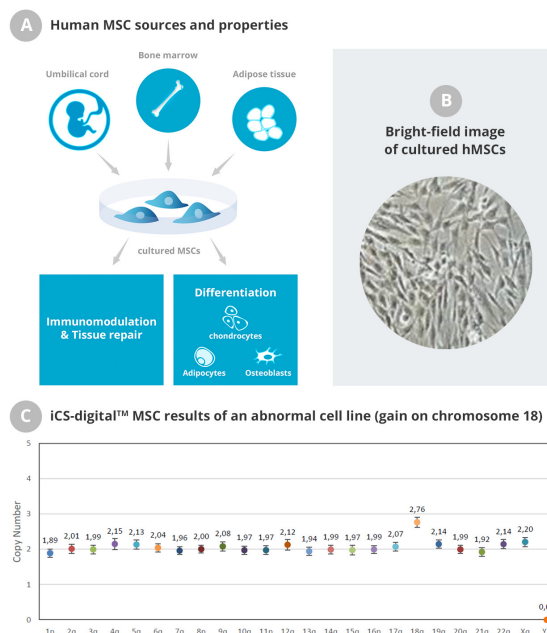 A
Human MSC sources and properties
Umbilical cord
Bone marrow
Adipose tissue
cultured MSCs
Immunomodulation
& Tissue repair
Differentiation
chondrocytes
Adipocytes
Osteoblasts
B
Bright-field image
of cultured hMSCs
C
iCS-digital™ MSC results of an abnormal cell line (gain on chromosome 18)
Copy Number
5
4
3
2
1
0
1,89 2,01 1,99 2,15 2,13 2,04 1,96 2,00 2,08 1,97 1,97 2,12 1,94 1,99 1,97 1,99 2,07 2,76 2,14 1,99 1,92 2,14 2,20